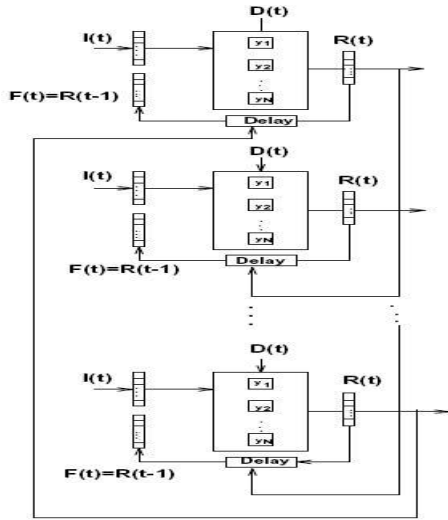 D(t)
I(t)
R(t)
y1
y2
yN
F(t)=R(t-1)
Delay
D(t)
I(t)
R(t)
y1
y2
yN
Delay
F(t)=R(t-1)
D(t)
I(t)
R(t)
y1
y2
yN
Delay
F(t)=R(t-1)